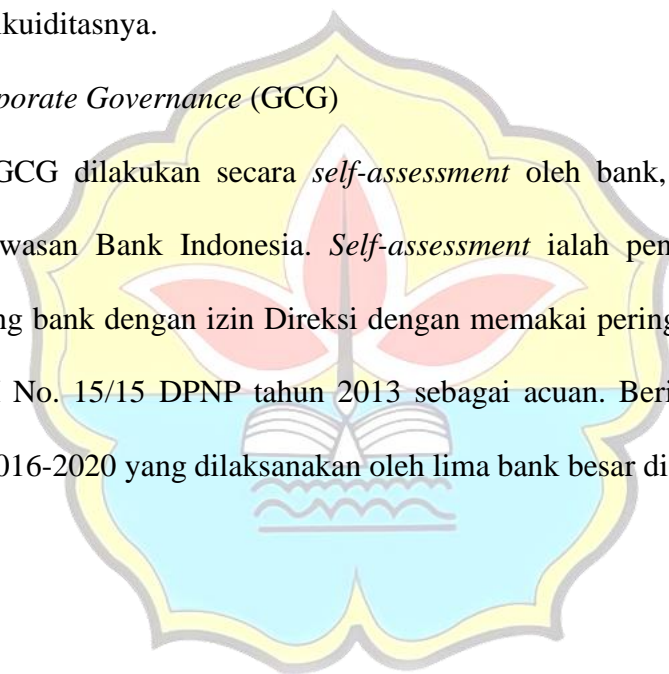 kuiditasnya.
porate Governance (GCG)
GCG dilakukan secara self-assessment oleh bank,
wasan Bank Indonesia. Self-assessment ialah pen
ng bank dengan izin Direksi dengan memakai pering
No. 15/15 DPNP tahun 2013 sebagai acuan. Beri
016-2020 yang dilaksanakan oleh lima bank besar di